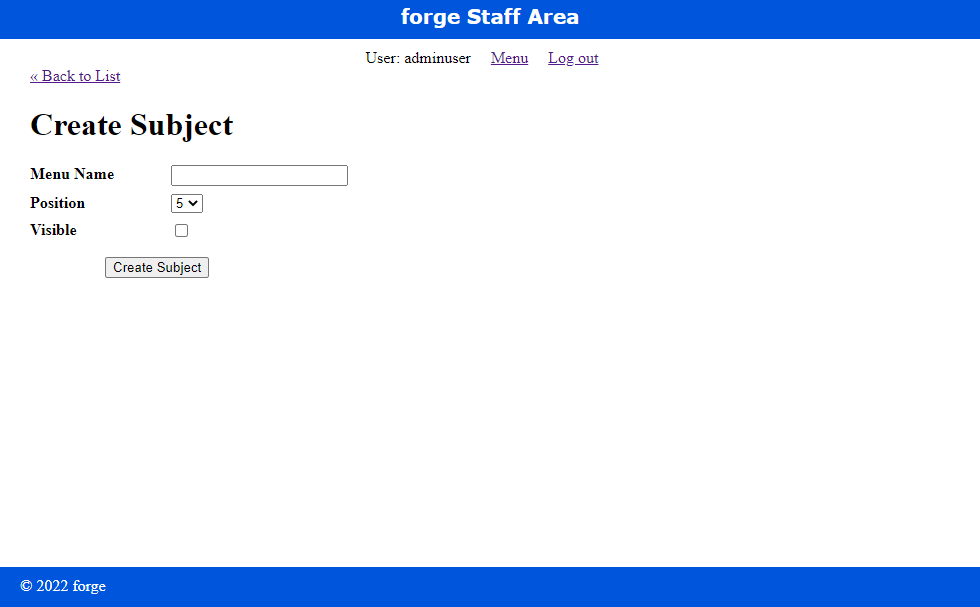 forge Staff Area
User: adminuser Menu Log out
« Back to List
Create Subject
Menu Name
Position 5
Visible
Create Subject
© 2022 forge